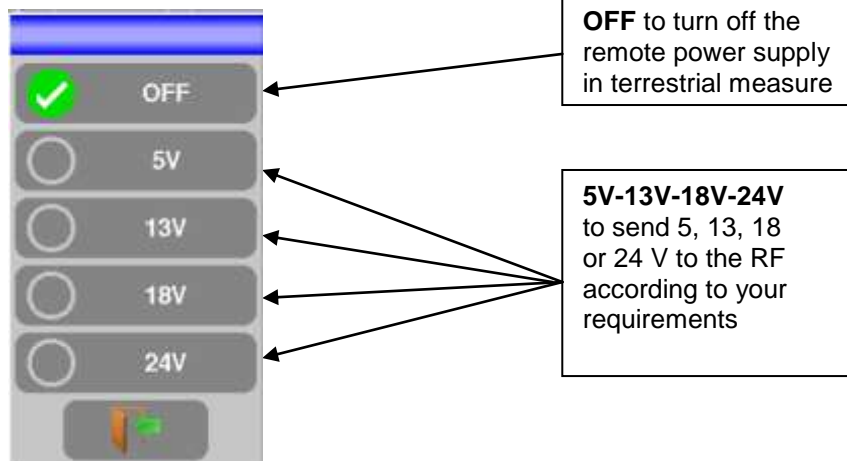 OFF to turn off the
remote power supply
in terrestrial measure
OFF
5V
13V
18V
24V
5V-13V-18V-24V
to send 5, 13, 18
or 24 V to the RF
according to your
requirements